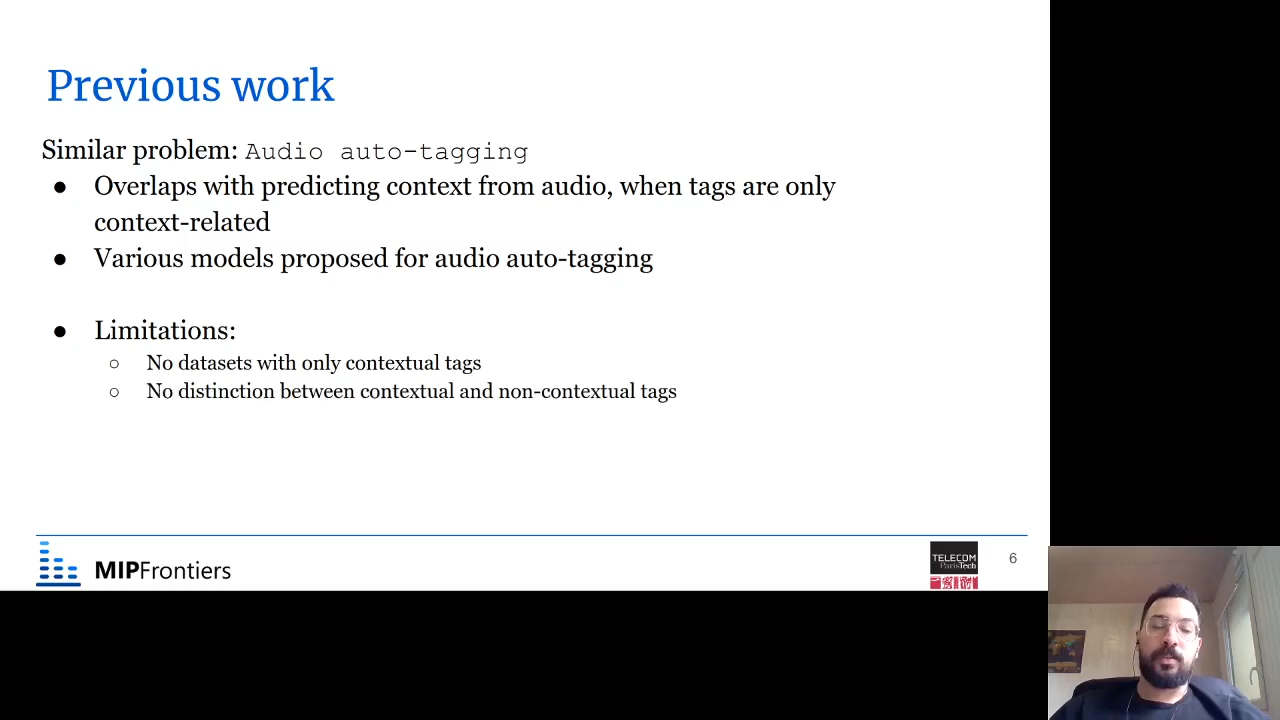 Previous work
Similar problem: Audio auto-tagging
● Overlaps with predicting context from audio, when tags are only
context-related
● Various models proposed for audio auto-tagging
● Limitations:
○ No datasets with only contextual tags
○ No distinction between contextual and non-contextual tags
MIPFrontiers
TELECOM
ParisTech
6